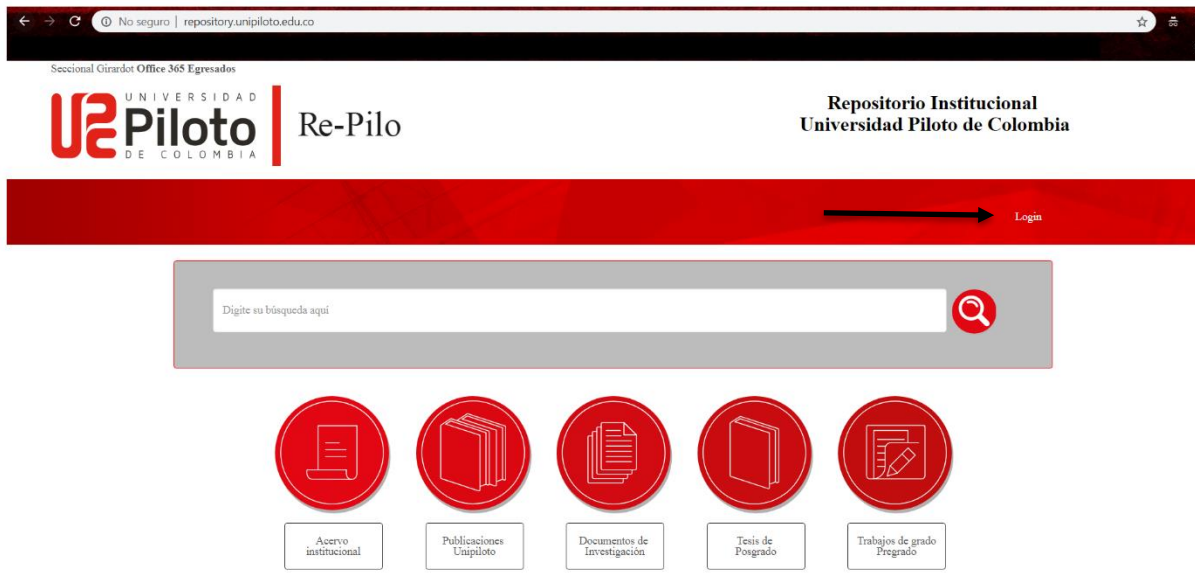 No seguro | repository.unipiloto.edu.co
Seccional Girardot Office 365 Egresados
UNIVERSIDAD
Piloto
DE COLOMBIA
Re-Pilo
Repositorio Institucional
Universidad Piloto de Colombia
Login
Digite su búsqueda aquí
Acervo
institucional
Publicaciones
Unipiloto
Documentos de
Investigación
Tesis de
Posgrado
Trabajos de grado
Pregrado